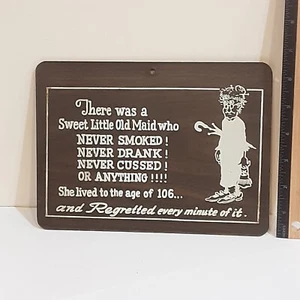 There was a
Sweet Little Old Maid who
NEVER SMOKED!
NEVER DRANK!
NEVER CUSSED!
OR ANYTHING!!!!
She lived to the age of 106...
and Regretted every minute of it.